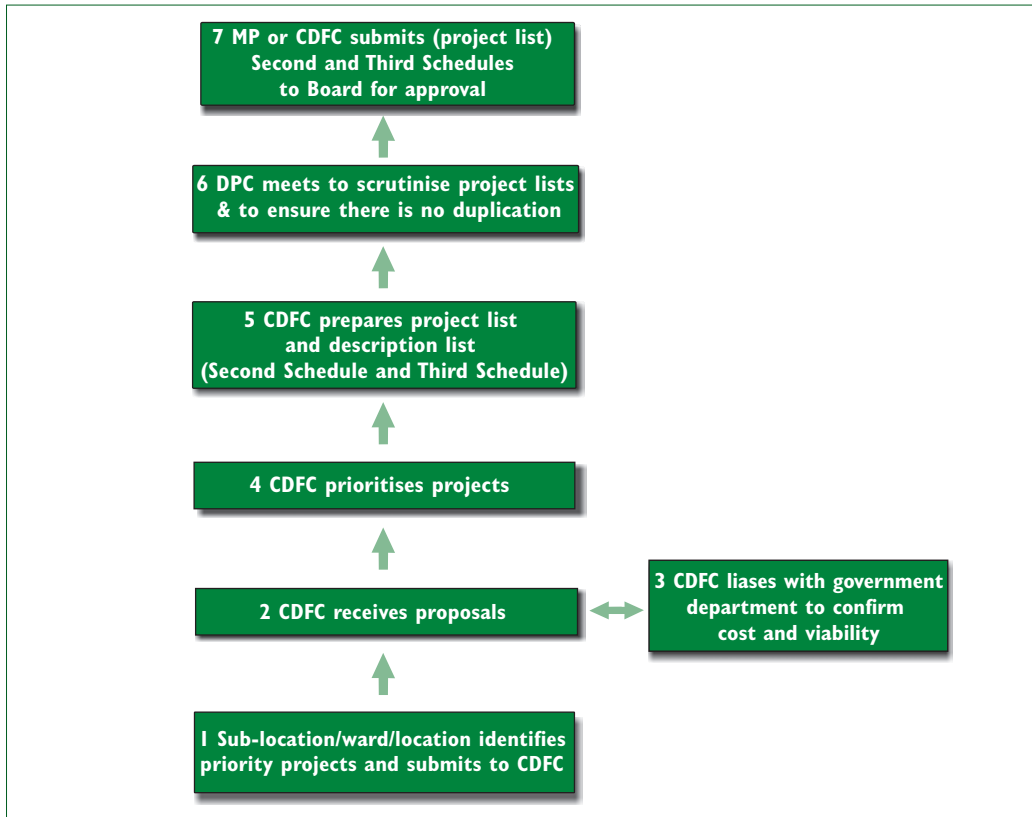 7 MP or CDFC submits (project list)
Second and Third Schedules
to Board for approval
6 DPC meets to scrutinise project lists
& to ensure there is no duplication
5 CDFC prepares project list
and description list
(Second Schedule and Third Schedule)
4 CDFC prioritises projects
2 CDFC receives proposals
3 CDFC liases with government
department to confirm
cost and viability
1 Sub-location/ward/location identifies
priority projects and submits to CDFC